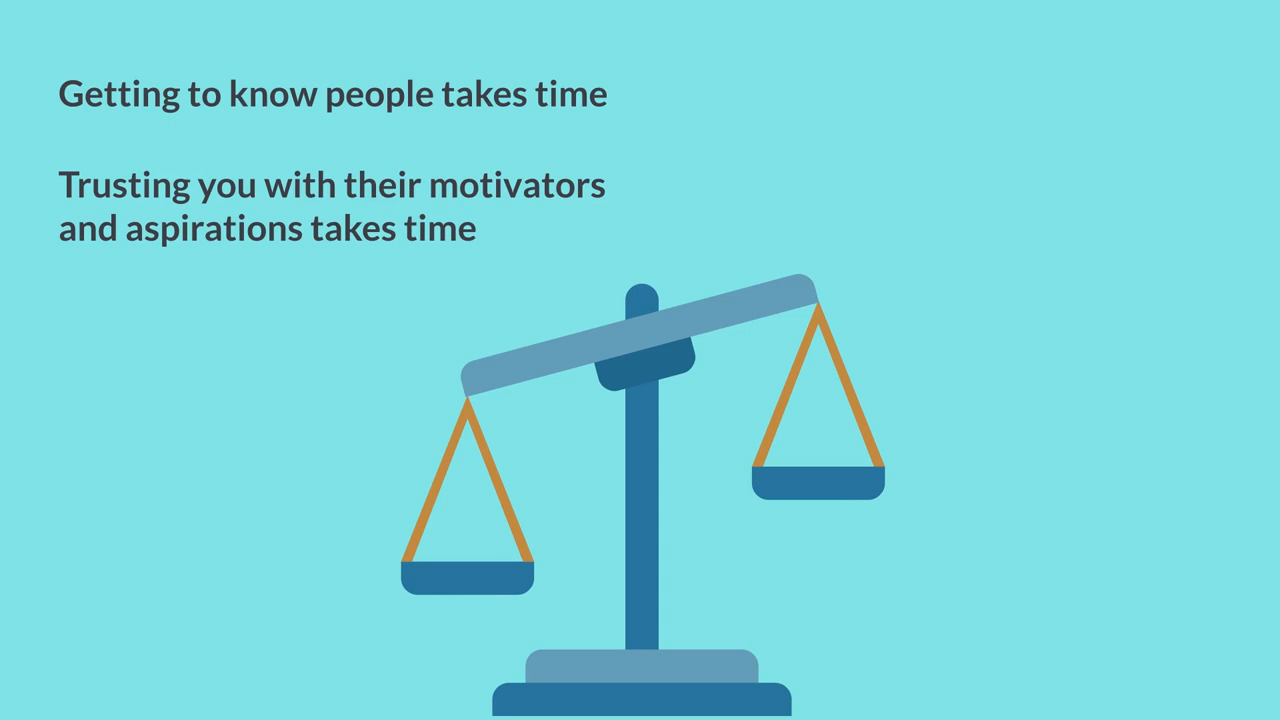 Getting to know people takes time
Trusting you with their motivators
and aspirations takes time